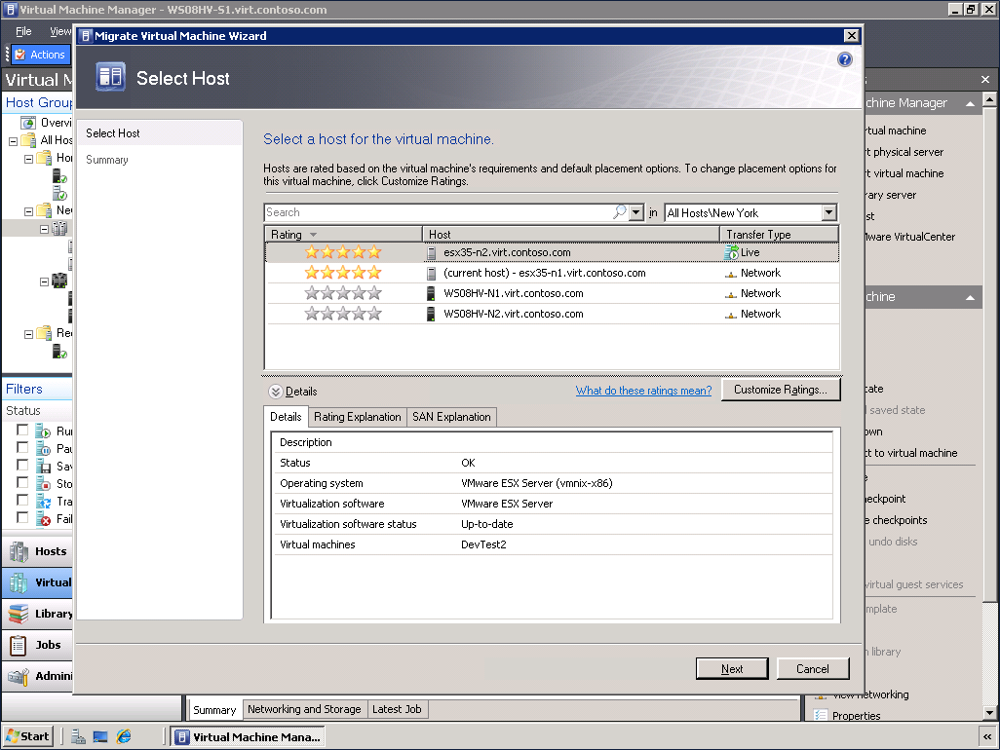 Virtual Machine Manager - WS08HV-S1.virt.contoso.com
File View
Actions
Virtual M
Host Group
Overvi
All Hos
Hor
New
Rec
Filters
Status
Run
Pau
Sav
Sto
Tra
Fail
Hosts
Virtual
Library
Jobs
Admini
Migrate Virtual Machine Wizard
Select Host
Select Host
Summary
Select a host for the virtual machine.
Hosts are rated based on the virtual machine's requirements and default placement options. To change placement options for
this virtual machine, click Customize Ratings.
Search in All Hosts\New York
Rating Host Transfer Type
esx35-n2.virt.contoso.com Live
(current host) - esx35-n1.virt.contoso.com Network
WS08HV-N1.virt.contoso.com Network
WS08HV-N2.virt.contoso.com Network
Details What do these ratings mean? Customize Ratings...
Details Rating Explanation SAN Explanation
Description
Status OK
Operating system VMware ESX Server (vmnix-x86)
Virtualization software VMware ESX Server
Virtualization software status Up-to-date
Virtual machines DevTest2
Next Cancel
chine Manager
rtual machine
t physical server
t virtual machine
rary server
st
Mware VirtualCenter
chine
ate
saved state
own
ct to virtual machine
e
eckpoint
e checkpoints
undo disks
virtual guest services
mplate
n library
View networking
Properties
Summary Networking and Storage Latest Job
Start Virtual Machine Mana...